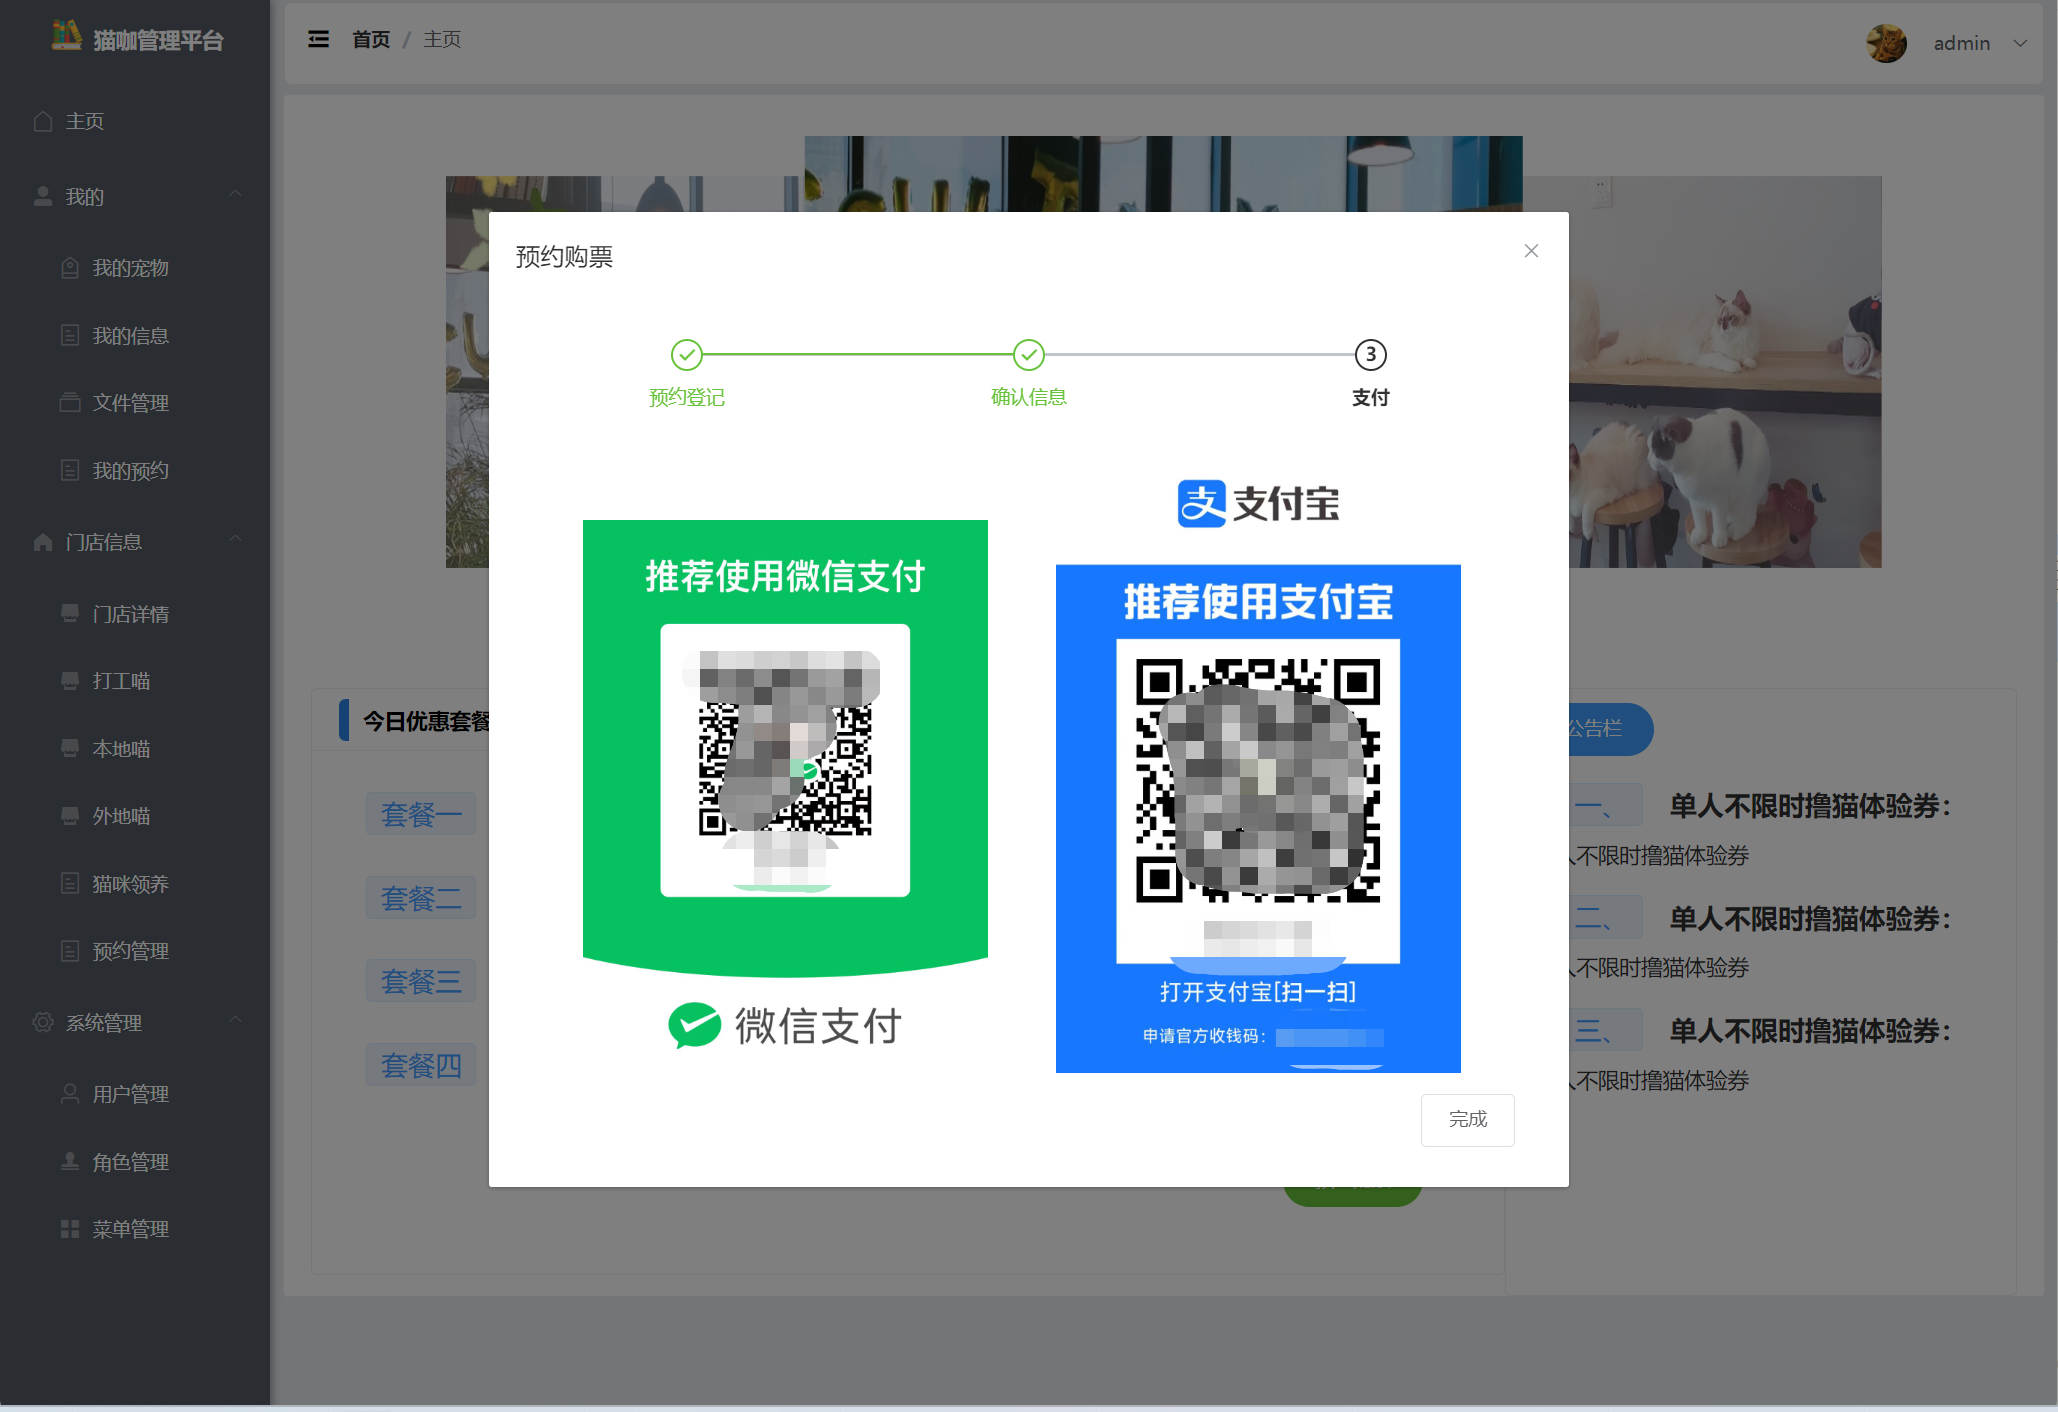 猫咖管理平台
首页 / 主页
admin
主页
我的
我的宠物
我的信息
文件管理
我的预约
门店信息
门店详情
打工喵
本地喵
外地喵
猫咪领养
预约管理
系统管理
用户管理
角色管理
菜单管理
预约购票
3
预约登记
确认信息
支付
推荐使用微信支付
微信支付
支付宝
推荐使用支付宝
打开支付宝[扫一扫]
申请官方收钱码：
完成
今日优惠套餐
套餐一
套餐二
套餐三
套餐四
公告栏
一、 单人不限时撸猫体验券：
人不限时撸猫体验券
二、 单人不限时撸猫体验券：
人不限时撸猫体验券
三、 单人不限时撸猫体验券：
人不限时撸猫体验券